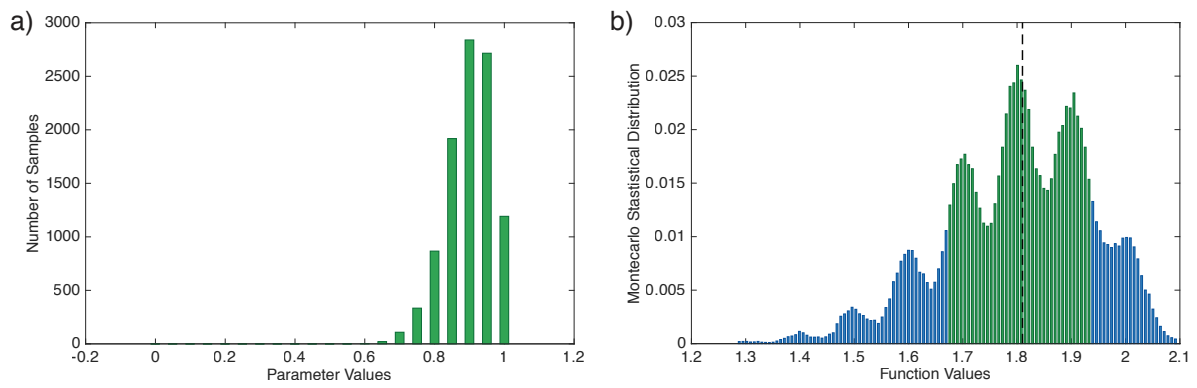 a)
3000
2500
2000
1500
1000
500
0
Number of Samples
-0.2 0 0.2 0.4 0.6 0.8 1 1.2
Parameter Values
b)
0.03
0.025
0.02
0.015
0.01
0.005
0
Montecarlo Stastistical Distribution
1.2 1.3 1.4 1.5 1.6 1.7 1.8 1.9 2 2.1
Function Values